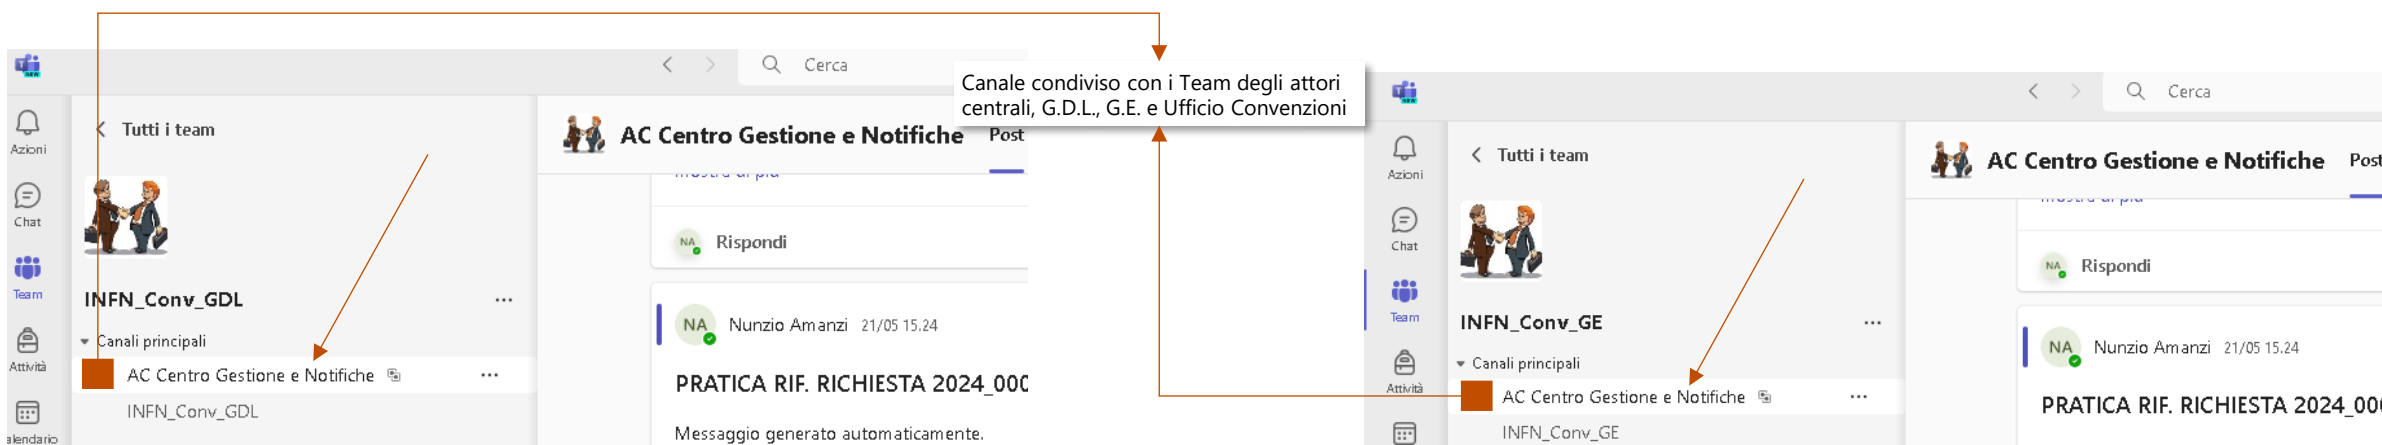 Cerca
Canale condiviso con i Team degli attori
centrali, G.D.L., G.E. e Ufficio Convenzioni
Azioni
Chat
Team
Attività
Tutti i team
INFN_Conv_GDL
Canali principali
AC Centro Gestione e Notifiche
INFN_Conv_GDL
AC Centro Gestione e Notifiche Post
NA Rispondi
NA Nunzio Amanzi 21/05 15.24
PRATICA RIF. RICHIESTA 2024_000
Messaggio generato automaticamente.
Cerca
Azioni
Chat
Team
Attività
Tutti i team
INFN_Conv_GE
Canali principali
AC Centro Gestione e Notifiche
INFN_Conv_GE
AC Centro Gestione e Notifiche Post
NA Rispondi
NA Nunzio Amanzi 21/05 15.24
PRATICA RIF. RICHIESTA 2024_00